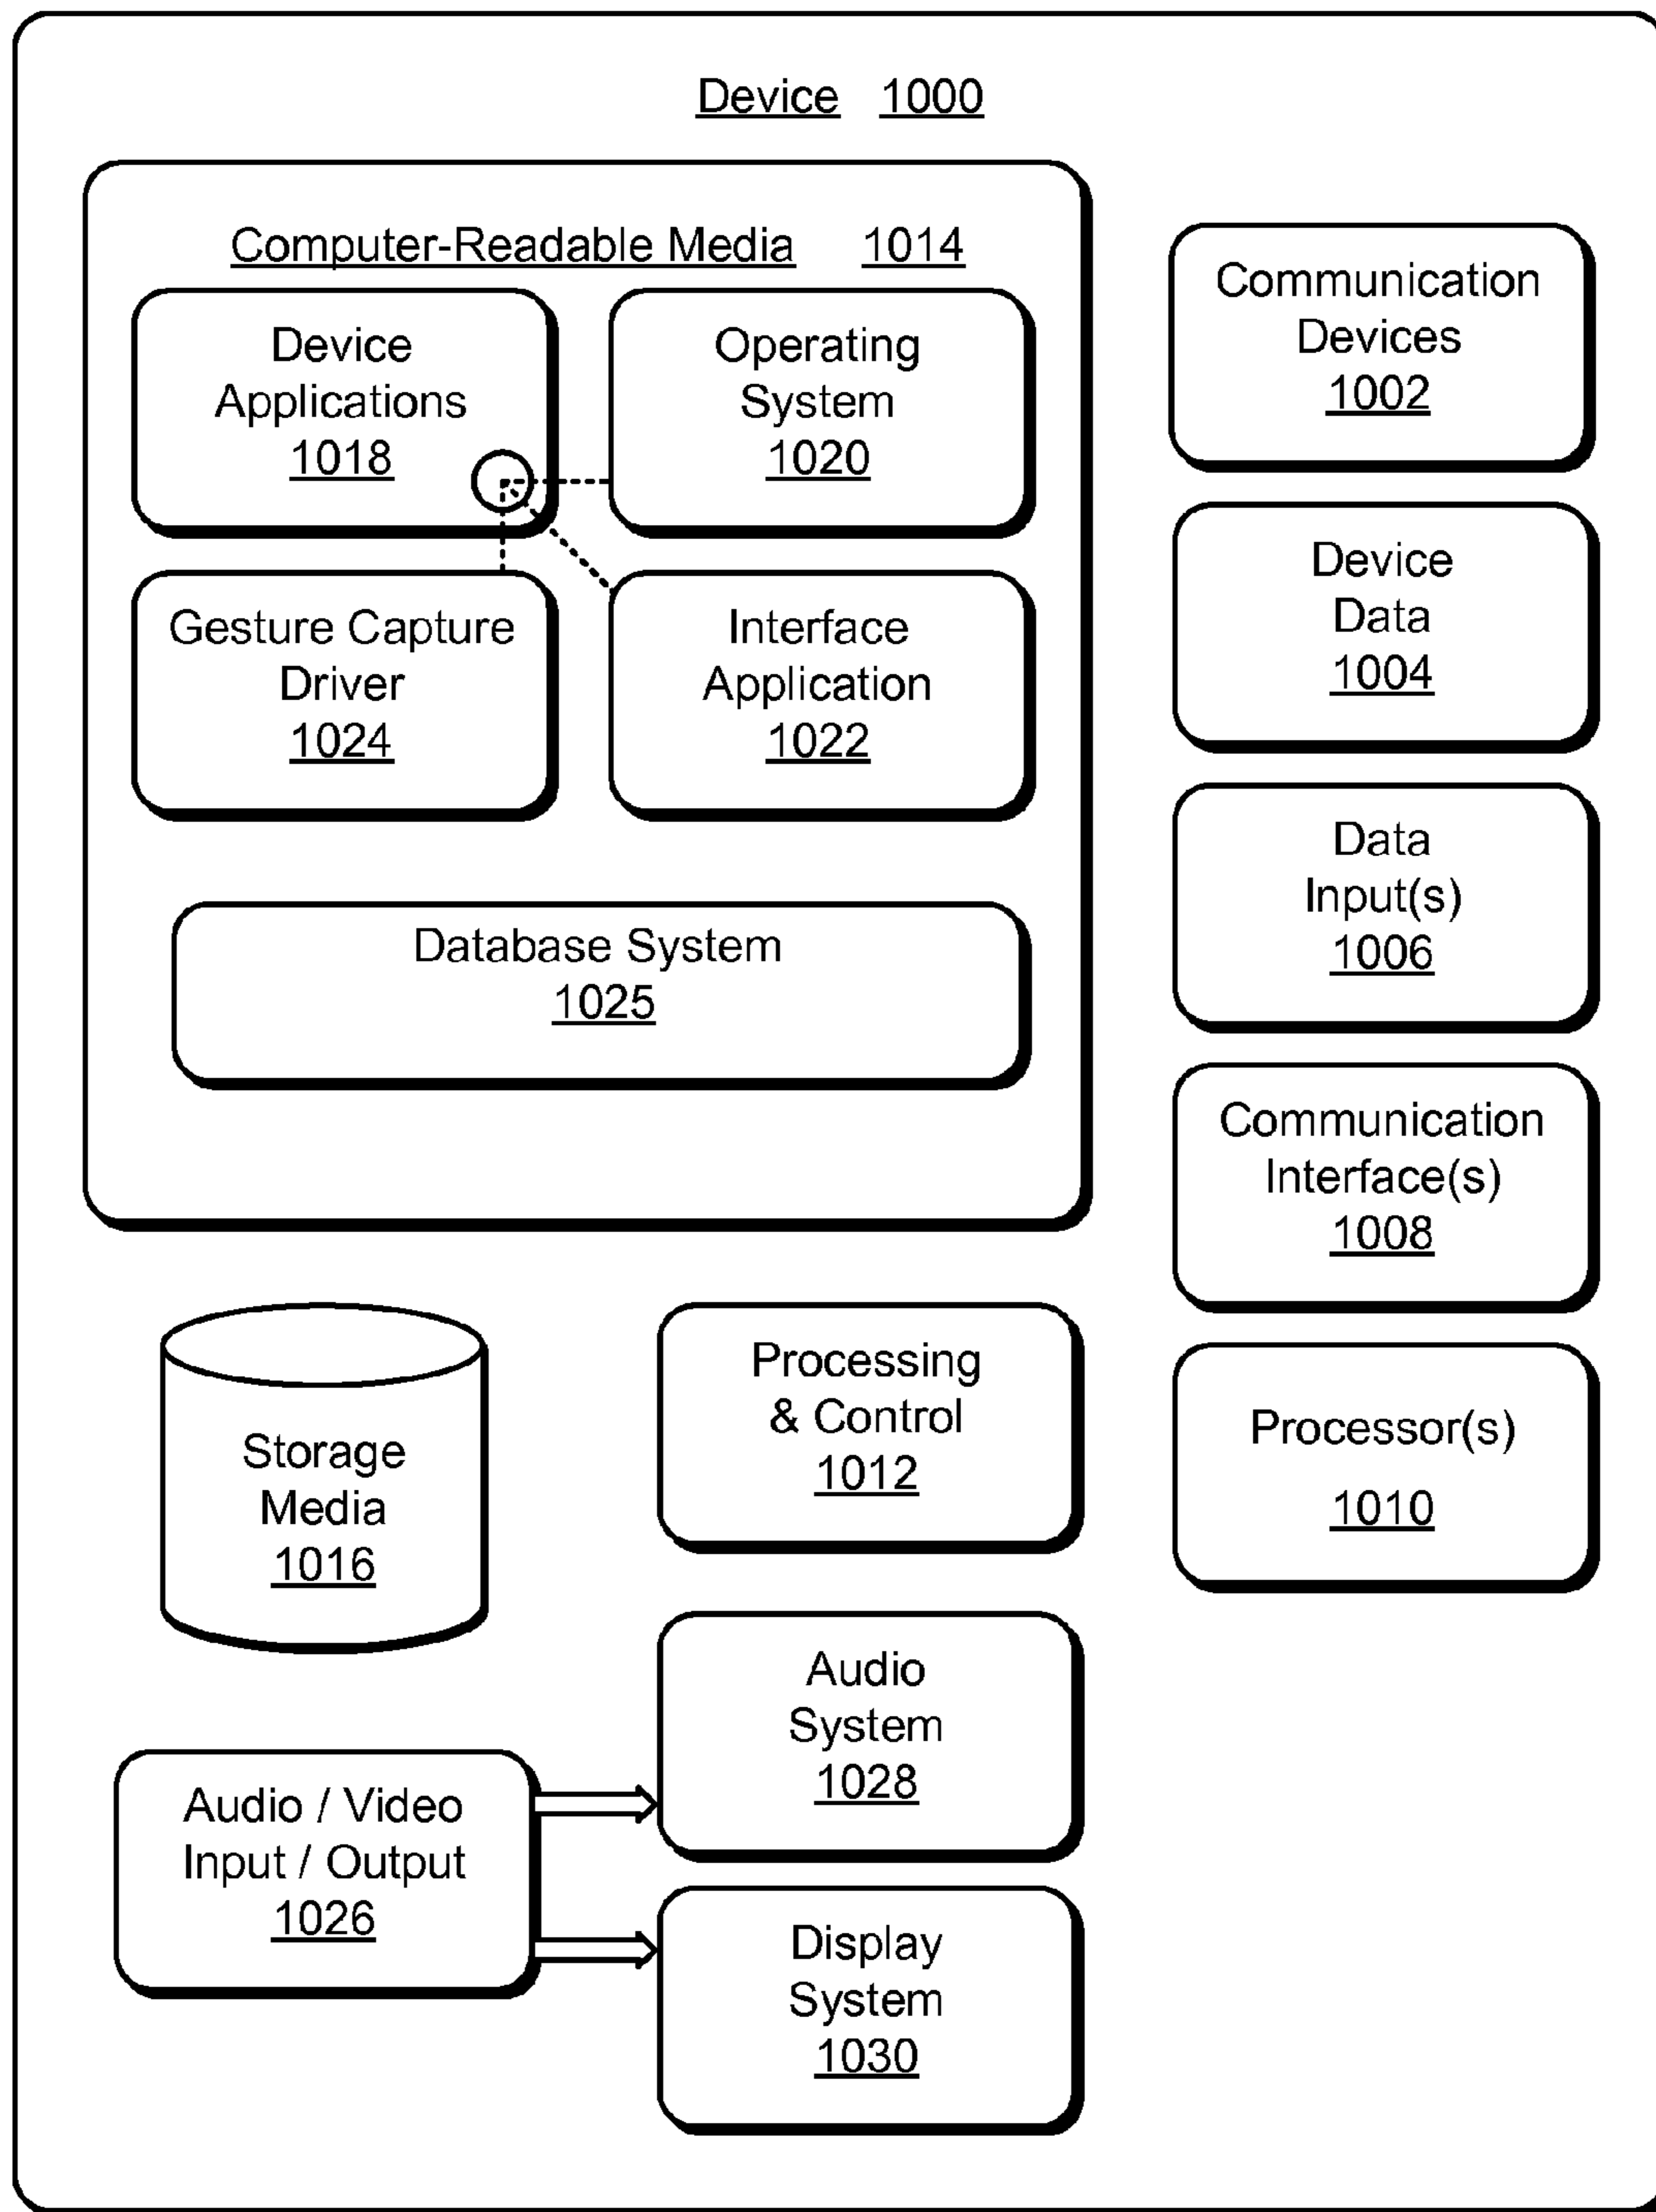 Device 1000
Computer-Readable Media 1014
Device
Applications
1018
Operating
System
1020
Gesture Capture
Driver
1024
Interface
Application
1022
Database System
1025
Communication
Devices
1002
Device
Data
1004
Data
Input(s)
1006
Communication
Interface(s)
1008
Processor(s)
1010
Storage
Media
1016
Processing
& Control
1012
Audio / Video
Input / Output
1026
Audio
System
1028
Display
System
1030